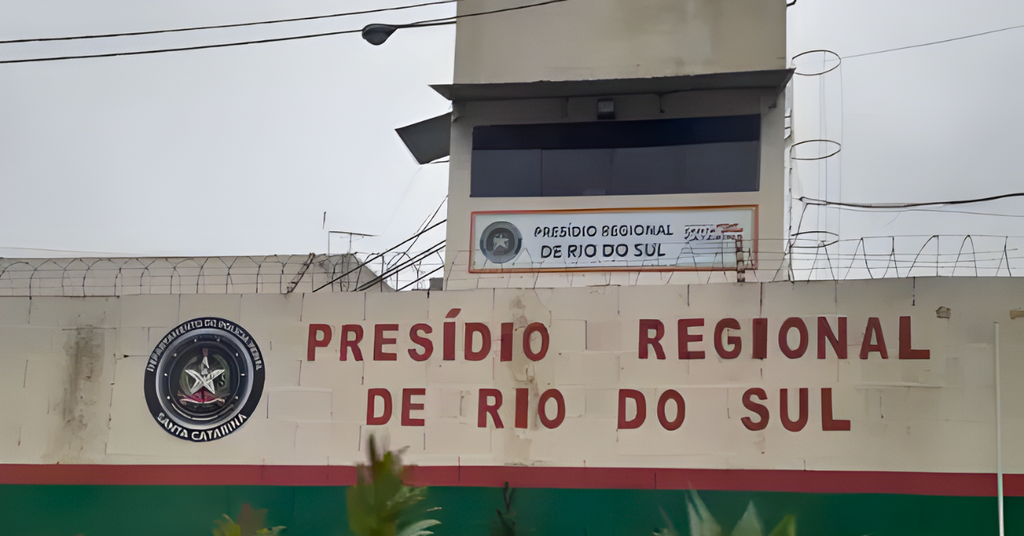 PRESÍDIO REGIONAL
DE RIO DO SUL
PRESÍDIO REGIONAL
DE RIO DO SUL
SANTA CATARINA